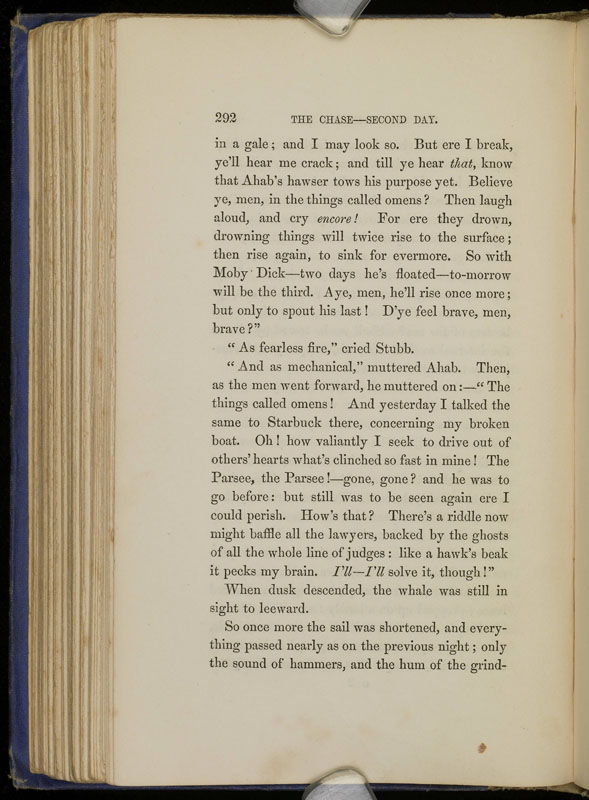 292 THE CHASE—SECOND DAY.
in a gale; and I may look so. But ere I break,
ye'll hear me crack; and till ye hear that, know
that Ahab's hawser tows his purpose yet. Believe
ye, men, in the things called omens? Then laugh
aloud, and cry encore! For ere they drown,
drowning things will twice rise to the surface;
then rise again, to sink for evermore. So with
Moby Dick—two days he's floated—to-morrow
will be the third. Aye, men, he'll rise once more;
but only to spout his last! D'ye feel brave, men,
brave?"
"As fearless fire," cried Stubb.
"And as mechanical," muttered Ahab. Then,
as the men went forward, he muttered on:—"The
things called omens! And yesterday I talked the
same to Starbuck there, concerning my broken
boat. Oh! how valiantly I seek to drive out of
others' hearts what's clinched so fast in mine! The
Parsee, the Parsee!—gone, gone? and he was to
go before: but still was to be seen again ere I
could perish. How's that? There's a riddle now
might baffle all the lawyers, backed by the ghosts
of all the whole line of judges: like a hawk's beak
it pecks my brain. I'll—I'll solve it, though!"
When dusk descended, the whale was still in
sight to leeward.
So once more the sail was shortened, and every-
thing passed nearly as on the previous night; only
the sound of hammers, and the hum of the grind-